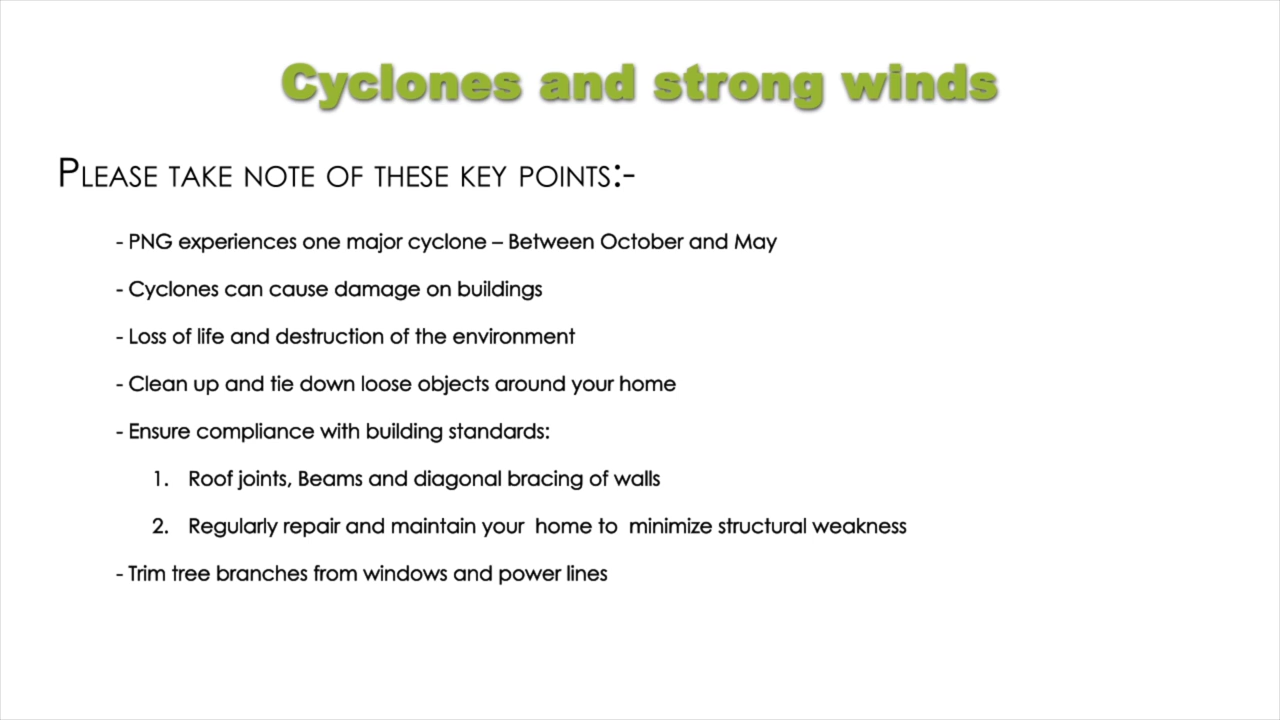 Cyclones and strong winds
Please take note of these key points:-
- PNG experiences one major cyclone – Between October and May
- Cyclones can cause damage on buildings
- Loss of life and destruction of the environment
- Clean up and tie down loose objects around your home
- Ensure compliance with building standards:
1. Roof joints, Beams and diagonal bracing of walls
2. Regularly repair and maintain your home to minimize structural weakness
- Trim tree branches from windows and power lines